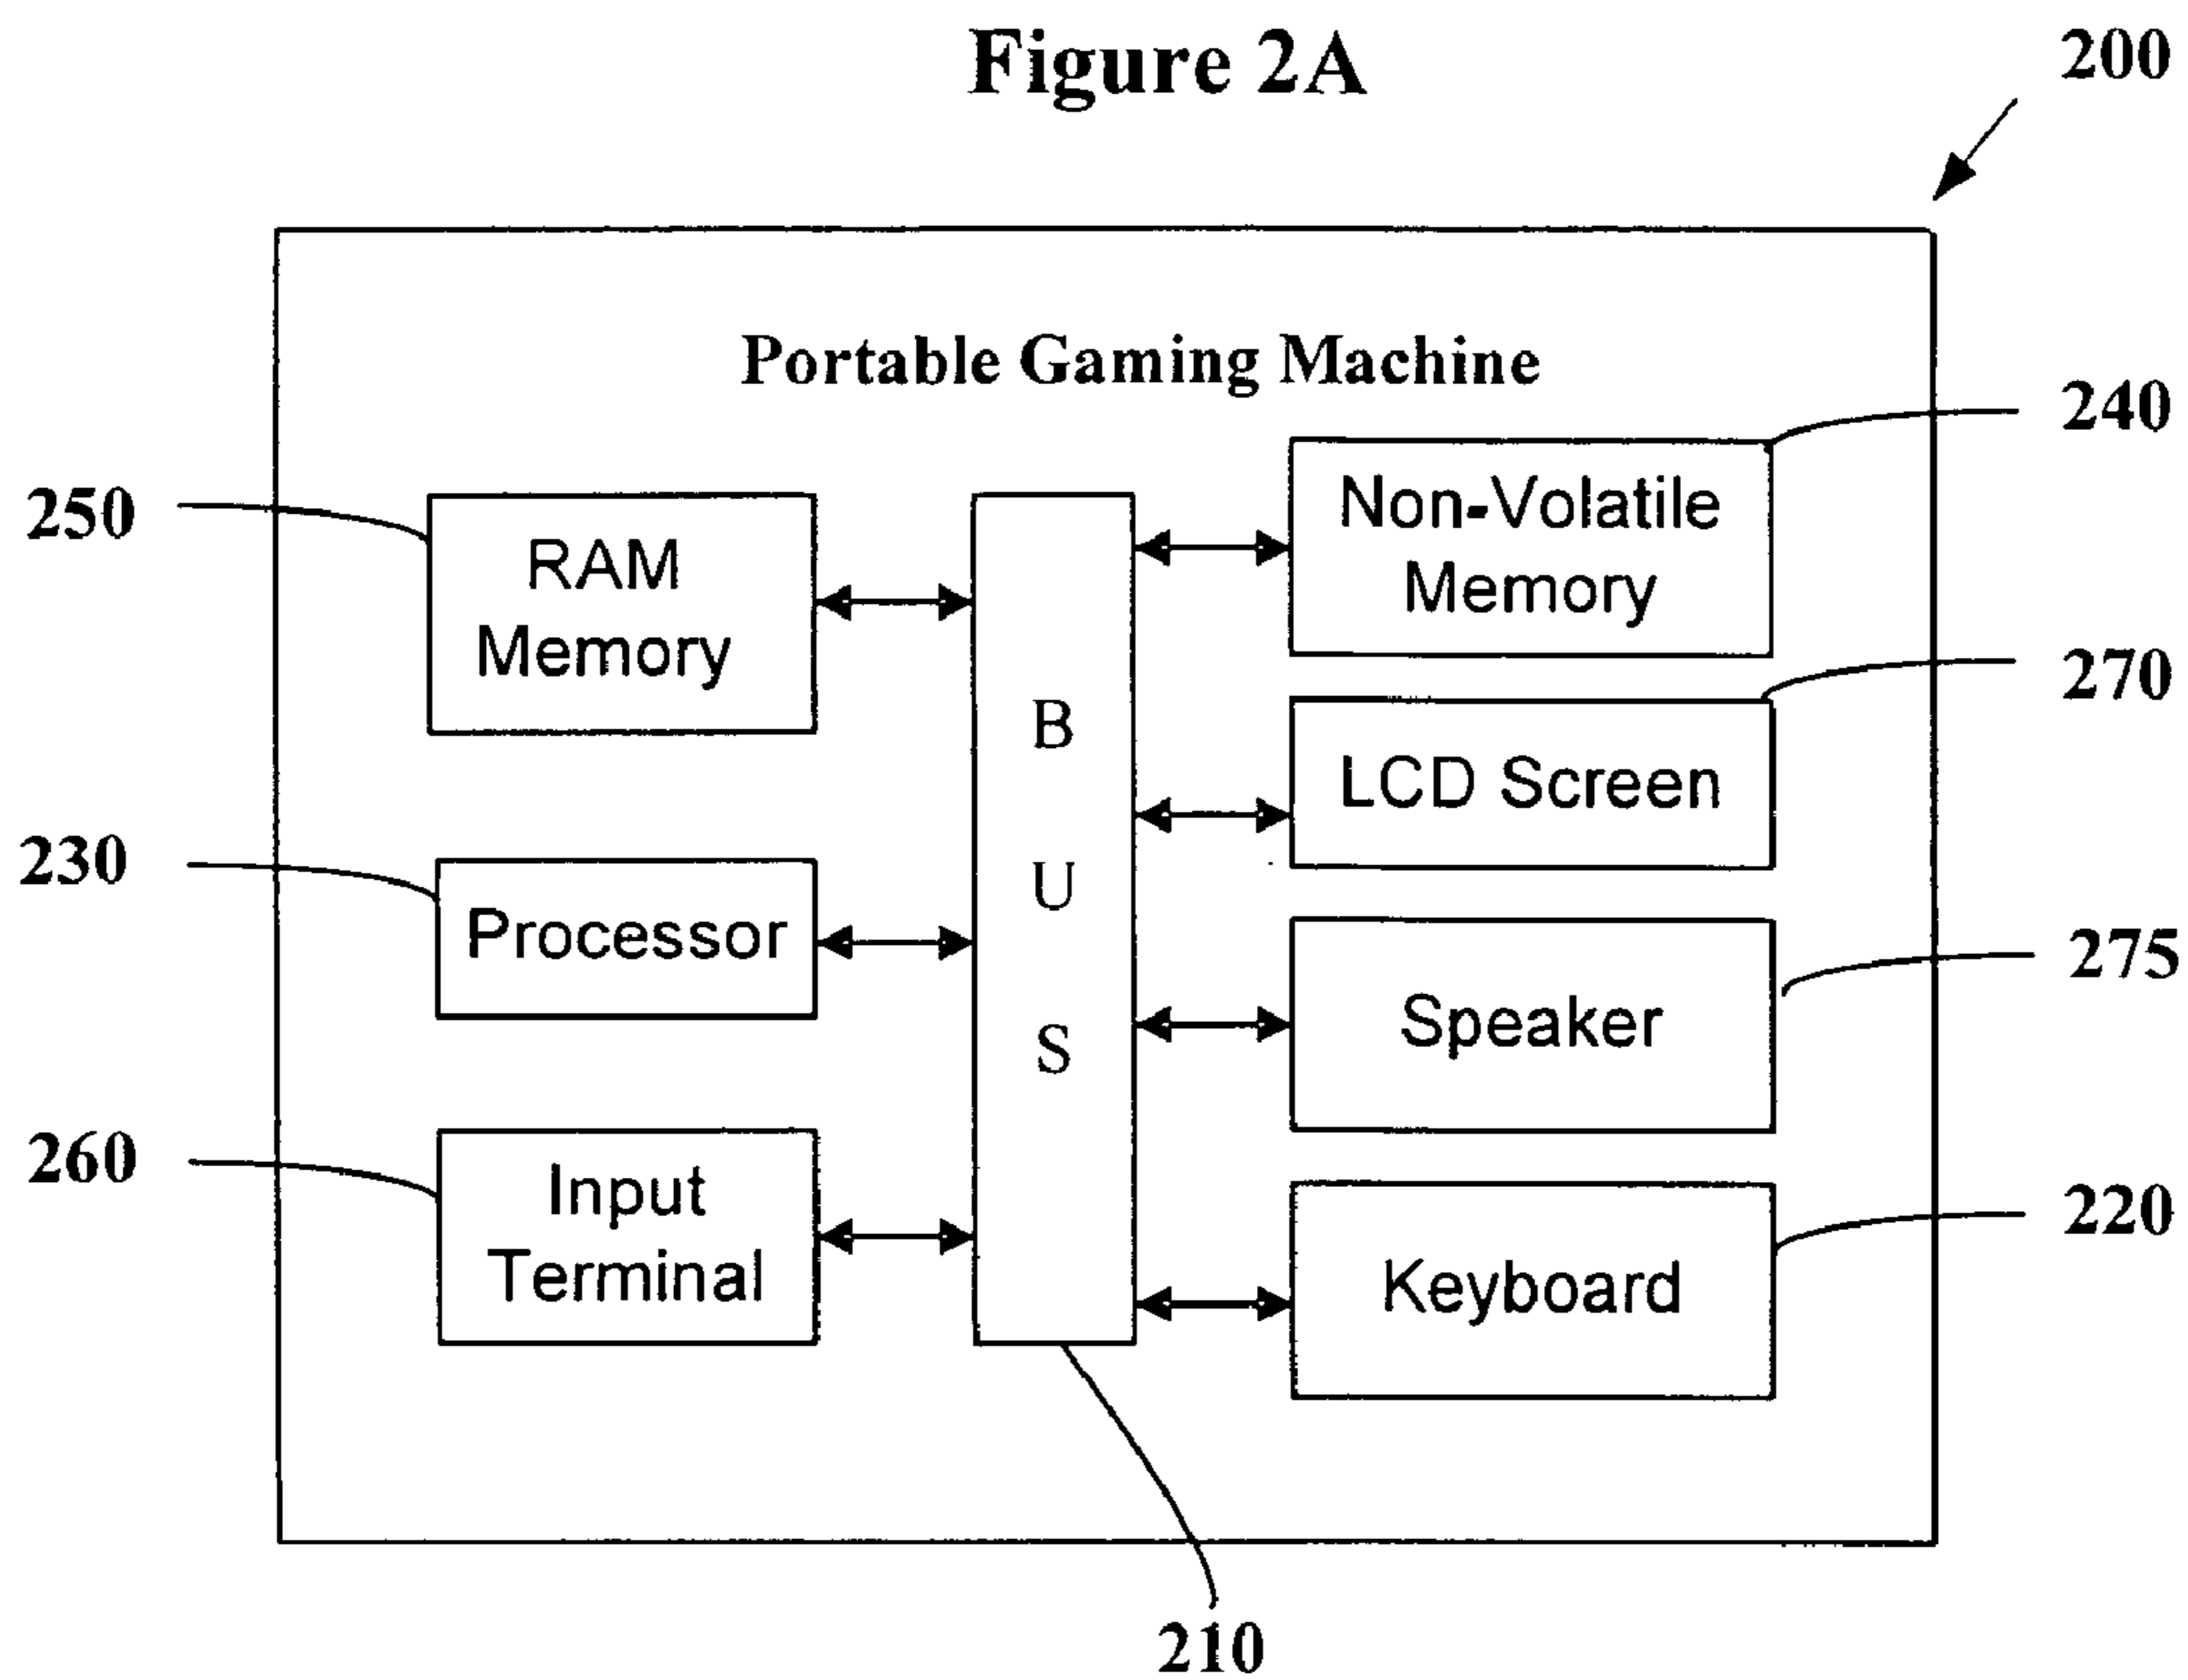 Figure 2A
200
Portable Gaming Machine
240
250
RAM
Memory
Non-Volatile
Memory
270
LCD Screen
B
U
S
230
Processor
275
Speaker
260
Input
Terminal
220
Keyboard
210